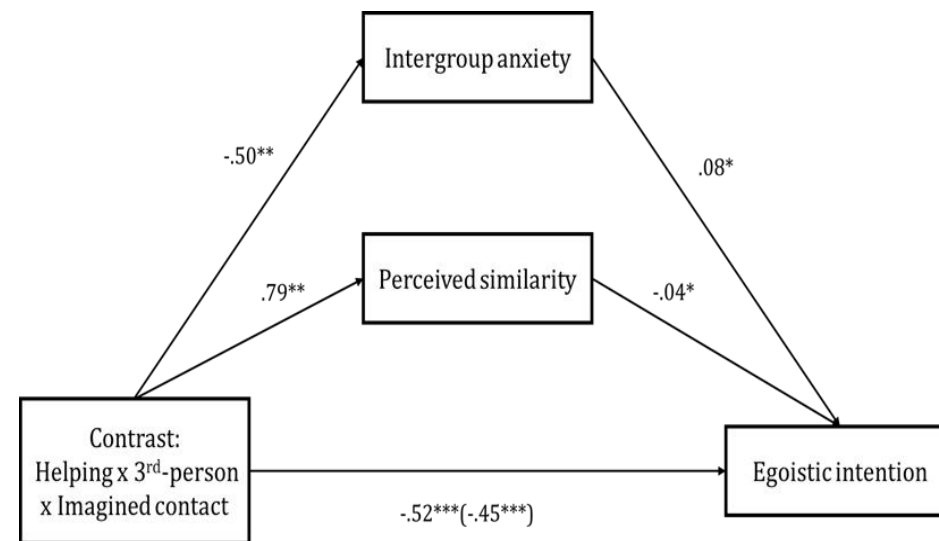 Intergroup anxiety
-.50**
.08*
Perceived similarity
.79**
-.04*
Contrast:
Helping x 3rd-person
x Imagined contact
Egoistic intention
-.52***(-.45***)